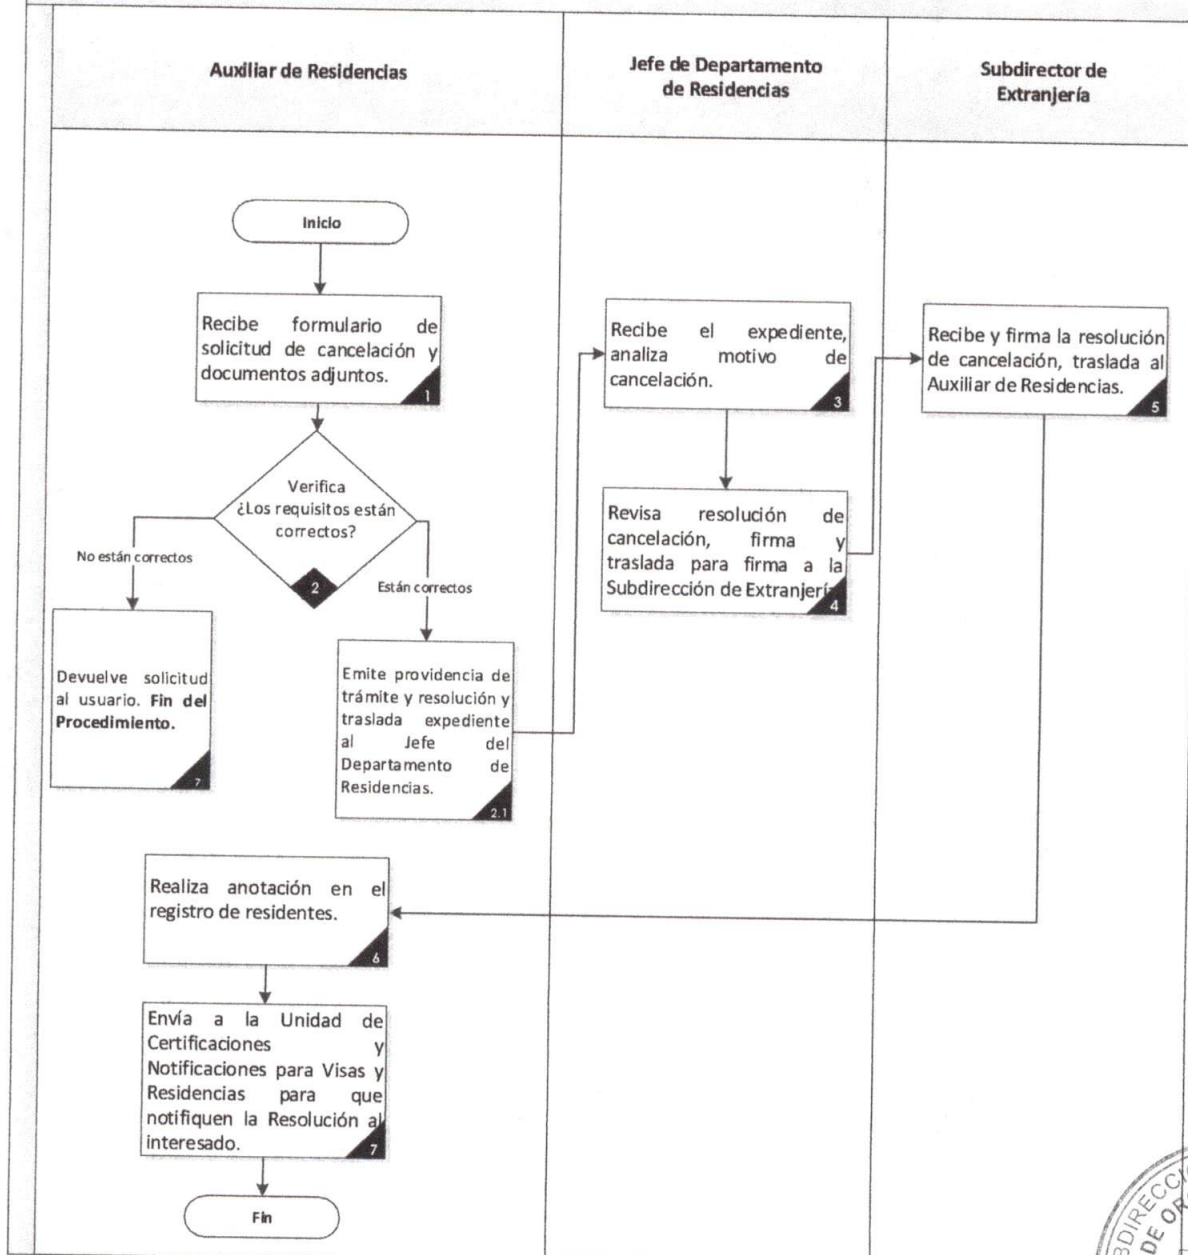 Auxiliar de Residencias
Jefe de Departamento
de Residencias
Subdirector de
Extranjería
Inicio
Recibe formulario de
solicitud de cancelación y
documentos adjuntos.
1
Verifica
¿Los requisitos están
correctos?
2
No están correctos
Están correctos
Devuelve solicitud
al usuario. Fin del
Procedimiento.
7
Emite providencia de
trámite y resolución y
traslada expediente
al Jefe del
Departamento de
Residencias.
2.1
Recibe el expediente,
analiza motivo de
cancelación.
3
Revisa resolución de
cancelación, firma y
traslada para firma a la
Subdirección de Extranjerí
4
Recibe y firma la resolución
de cancelación, traslada al
Auxiliar de Residencias.
5
Realiza anotación en el
registro de residentes.
6
Envía a la Unidad de
Certificaciones y
Notificaciones para Visas y
Residencias para que
notifiquen la Resolución al
interesado.
7
Fin